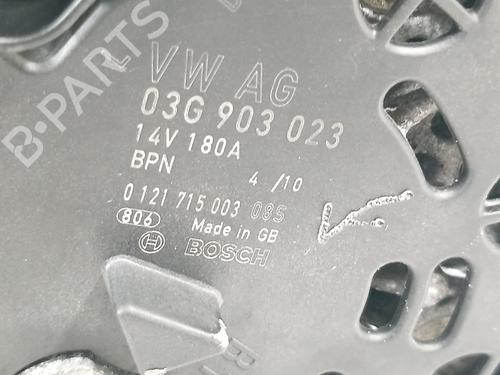 B-PARTS
VW AG
03G 903 023
14V 180A
BPN 4/10
0 121 715 003 085
806 Made in GB
BOSCH